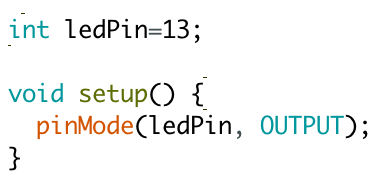 int ledPin=13;
void setup() {
  pinMode(ledPin, OUTPUT);
}